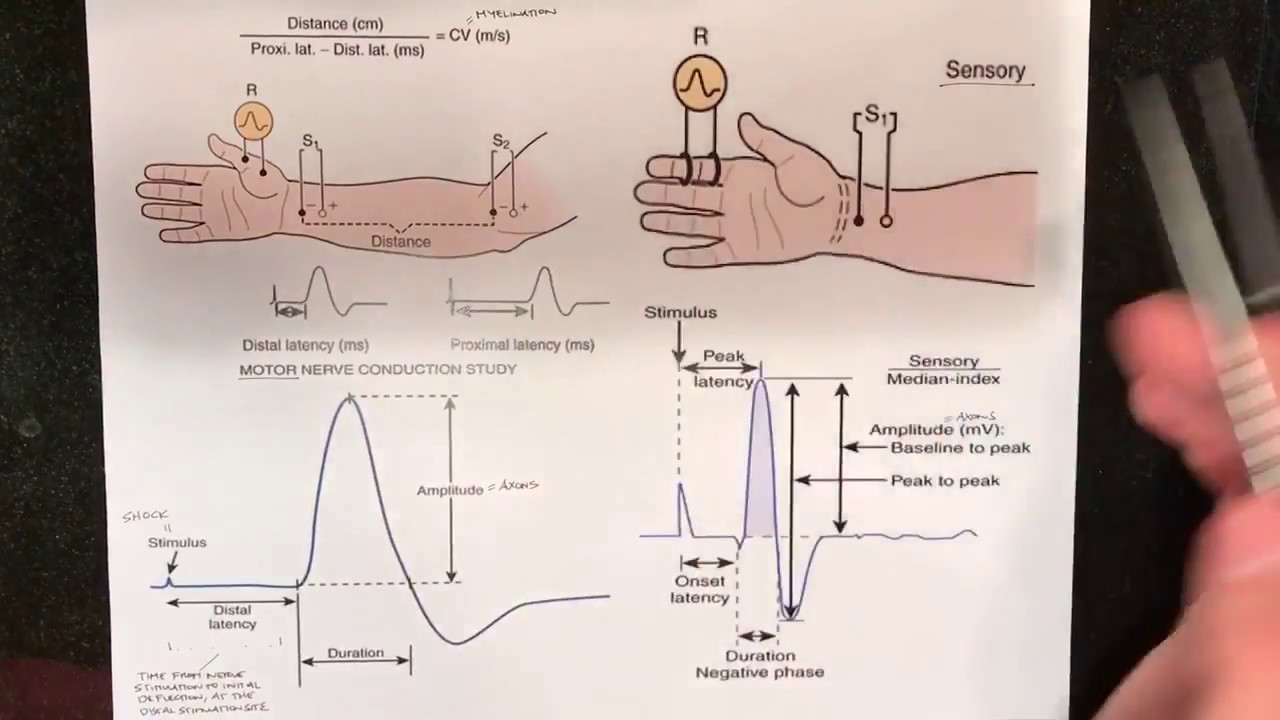 = MYELINATION
Distance (cm)
Proxi. lat. – Dist. lat. (ms)
= CV (m/s)
R
S1
S2
– +
– +
Distance
Distal latency (ms)
Proximal latency (ms)
MOTOR NERVE CONDUCTION STUDY
Amplitude = AXONS
SHOCK
=
Stimulus
Distal
latency
Duration
TIME FROM NERVE
STIMULATION TO INITIAL
DEFLECTION, AT THE
DISTAL STIMULATION SITE
R
Sensory
S1
Stimulus
Peak
latency
Sensory
Median-index
= AXONS
Amplitude (mV):
Baseline to peak
Peak to peak
Onset
latency
Duration
Negative phase